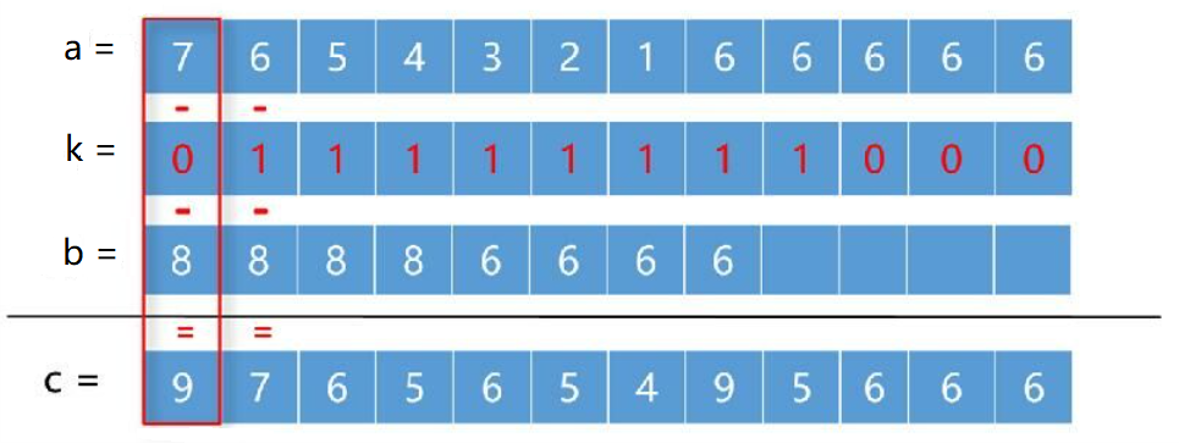 a = 7 6 5 4 3 2 1 6 6 6 6 6
- -
k = 0 1 1 1 1 1 1 1 1 0 0 0
- -
b = 8 8 8 8 6 6 6 6
= =
c = 9 7 6 5 6 5 4 9 5 6 6 6